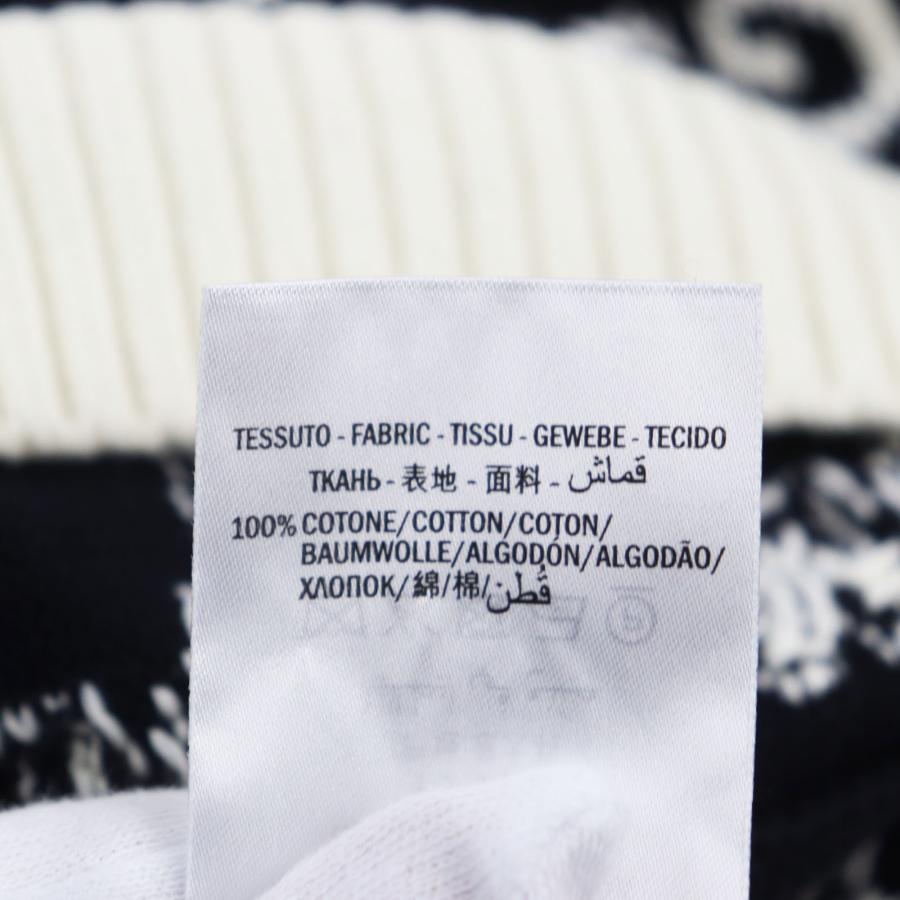 TESSUTO - FABRIC - TISSU - GEWEBE - TECIDO
ТКАНЬ - 表地 - 面料 - قماش
100% COTONE/COTTON/COTON/
BAUMWOLLE/ALGODÓN/ALGODÃO/
ХЛОПОК/綿/棉/قُطن